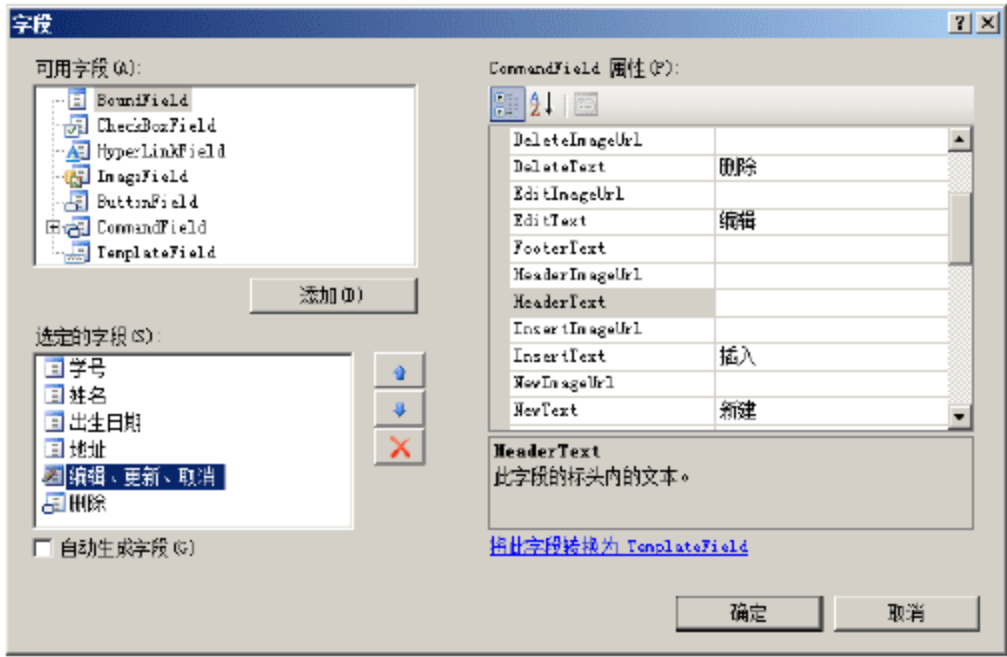 字段
可用字段(A):
BoundField
CheckBoxField
HyperLinkField
ImageField
ButtonField
CommandField
TemplateField
添加(D)
选定的字段(S):
学号
姓名
出生日期
地址
编辑、更新、取消
删除
自动生成字段(G)
CommandField 属性(P):
DeleteImageUrl
DeleteText 删除
EditImageUrl
EditText 编辑
FooterText
HeaderImageUrl
HeaderText
InsertImageUrl
InsertText 插入
NewImageUrl
NewText 新建
HeaderText
此字段的标头内的文本。
将此字段转换为 TemplateField
确定
取消